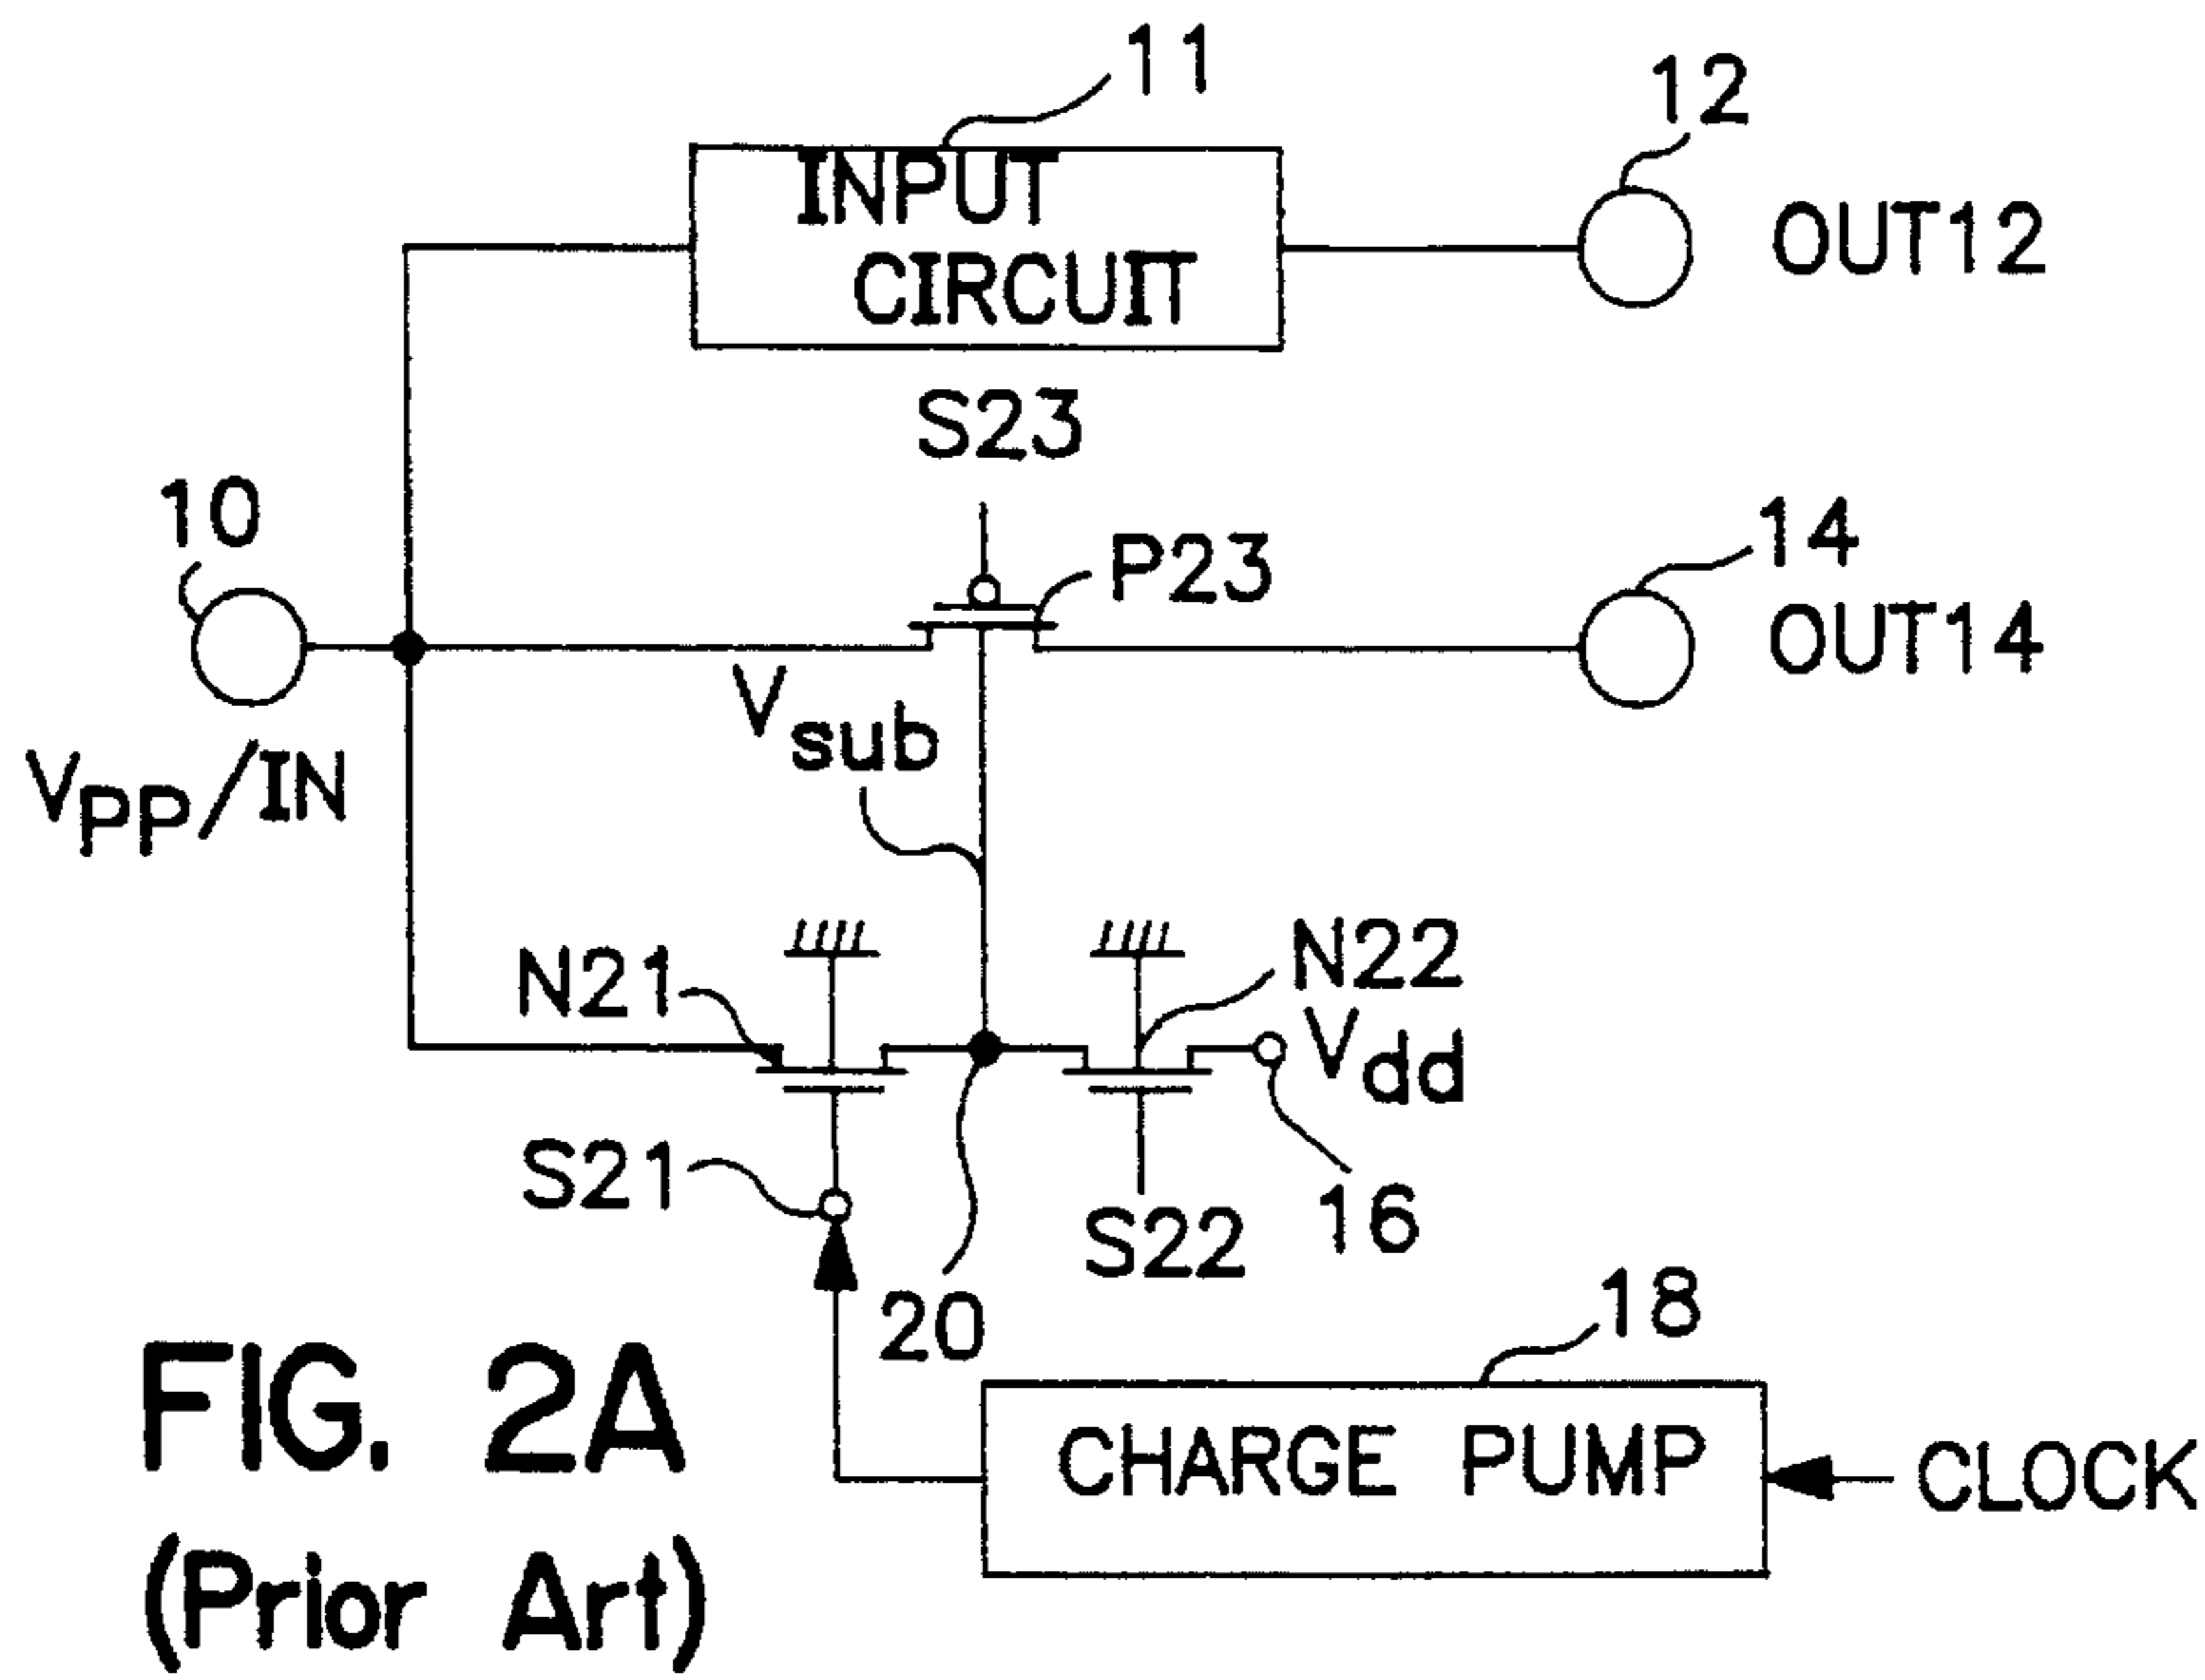 11
12
INPUT
CIRCUIT
OUT12
S23
10
P23
14
OUT14
Vsub
VPP/IN
N21
N22
Vdd
S21
S22
16
20
18
CHARGE PUMP
CLOCK
FIG. 2A
(Prior Art)